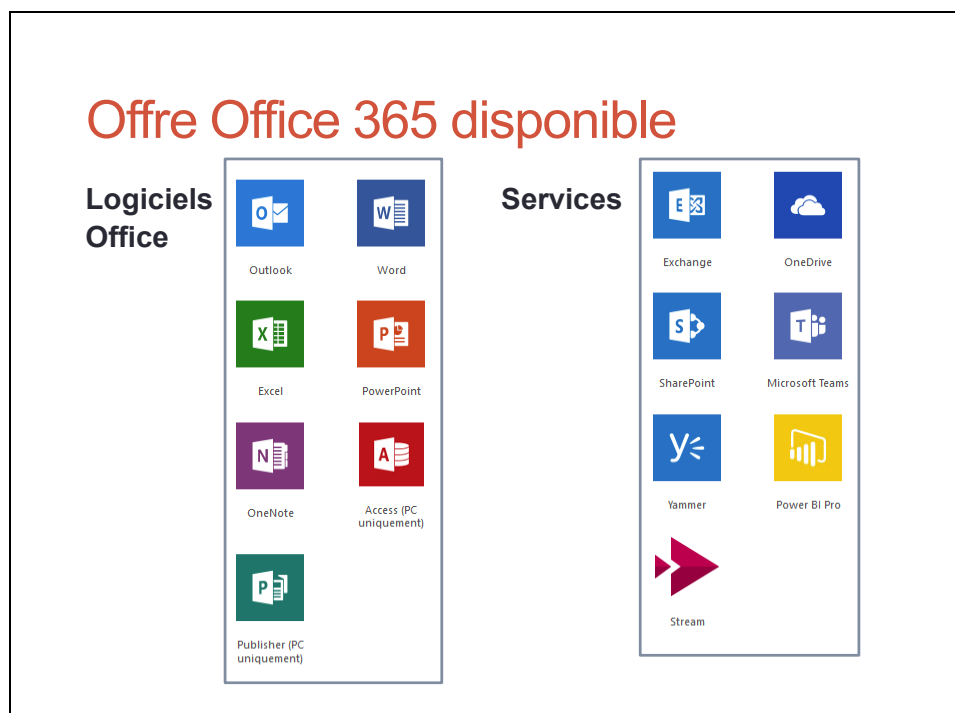 Offre Office 365 disponible
Logiciels
Office
Outlook
Word
Excel
PowerPoint
OneNote
Access (PC
uniquement)
Publisher (PC
uniquement)
Services
Exchange
OneDrive
SharePoint
Microsoft Teams
Yammer
Power BI Pro
Stream